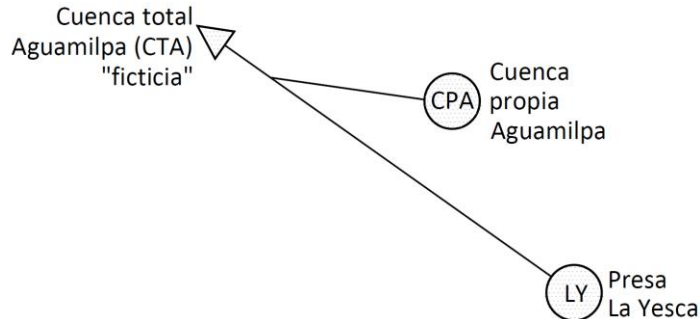 Cuenca total
Aguamilpa (CTA)
"ficticia"
CPA
Cuenca
propia
Aguamilpa
LY
Presa
La Yesca